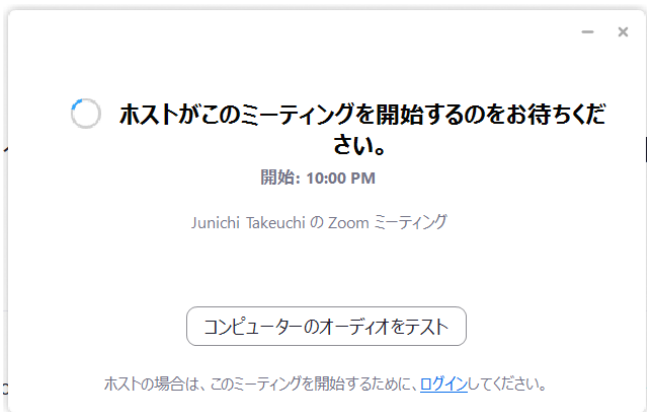 ホストがこのミーティングを開始するのをお待ちくだ
さい。
開始: 10:00 PM
Junichi Takeuchi の Zoom ミーティング
コンピューターのオーディオをテスト
ホストの場合は、このミーティングを開始するために、ログインしてください。